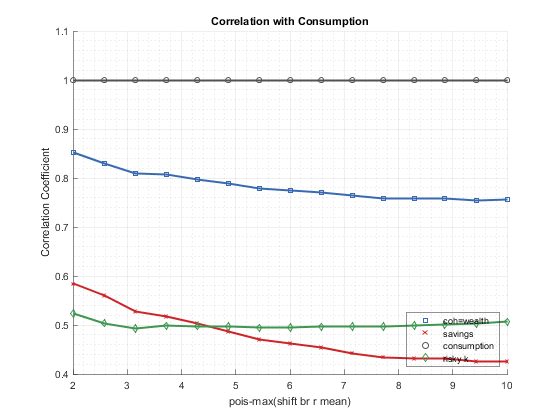 Correlation with Consumption
1.1
1
0.9
0.8
0.7
0.6
0.5
0.4
Correlation Coefficient
2 3 4 5 6 7 8 9 10
pois-max(shift br r mean)
coh=wealth
savings
consumption
risky k